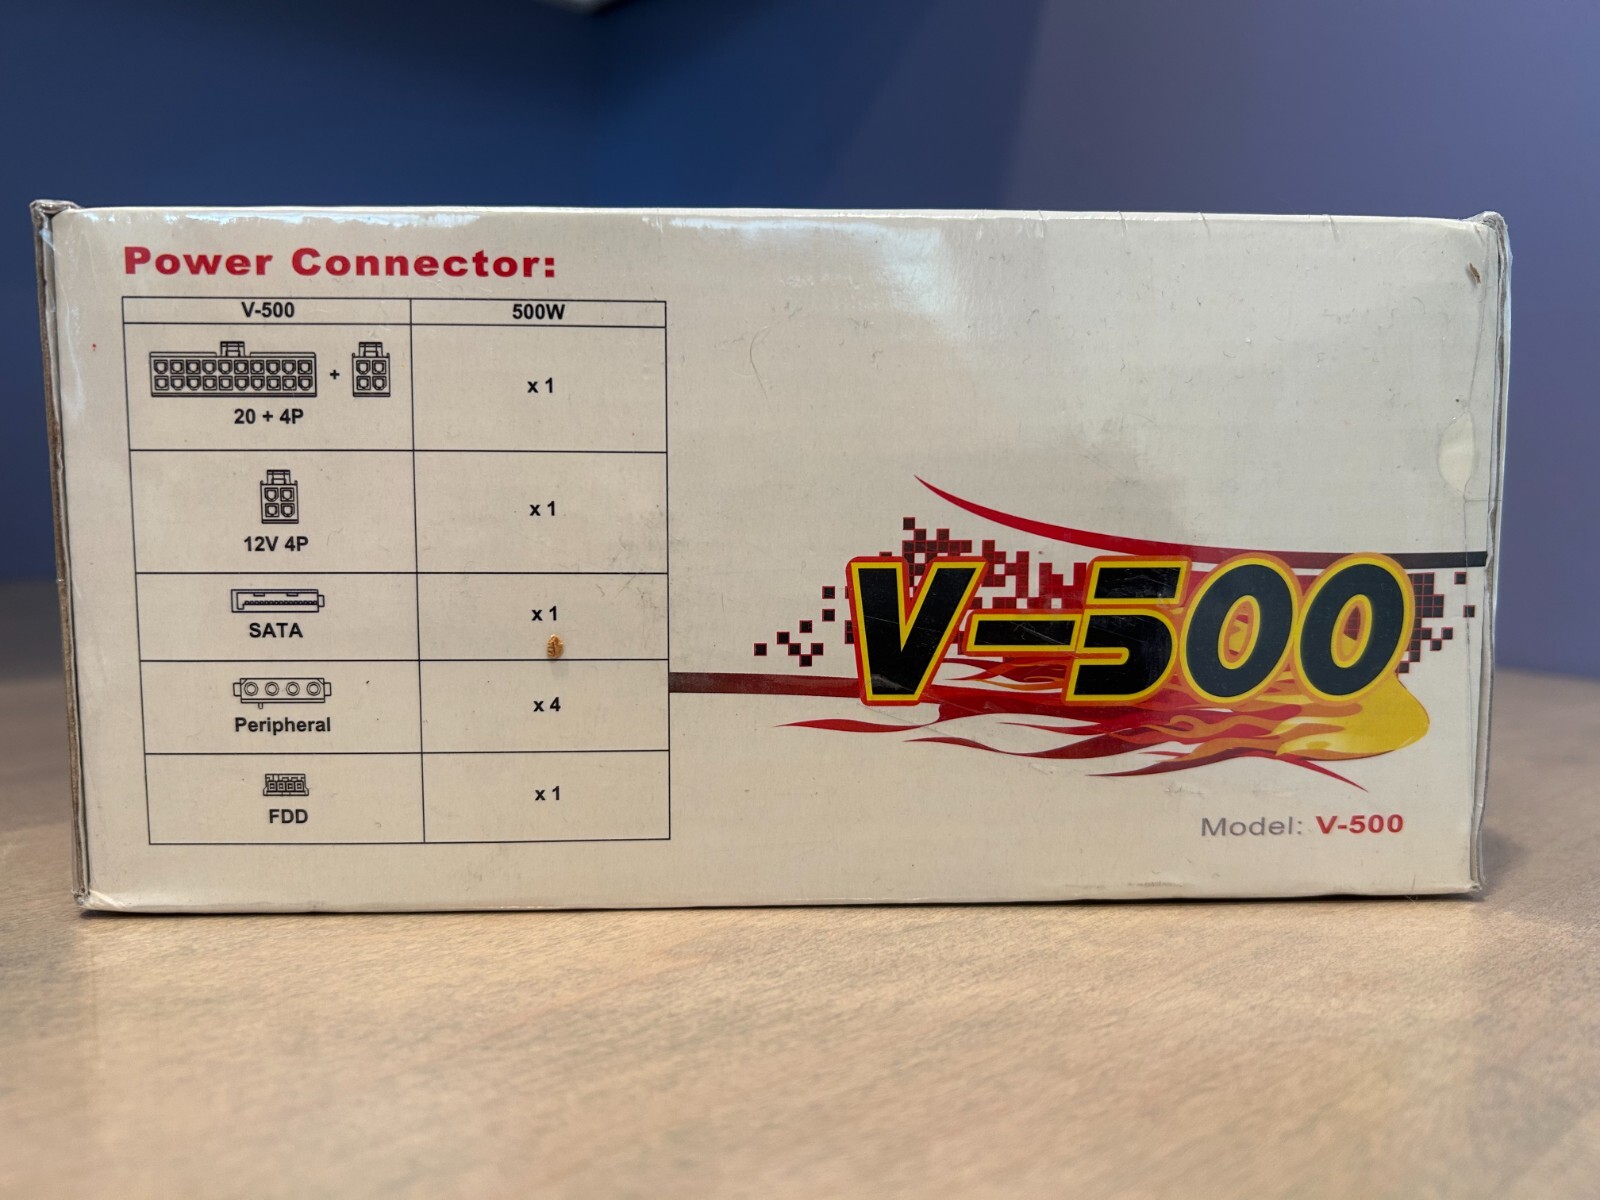 Power Connector:
V-500 500W
+
20 + 4P x 1
12V 4P x 1
SATA x 1
Peripheral x 4
FDD x 1
V-500
Model: V-500